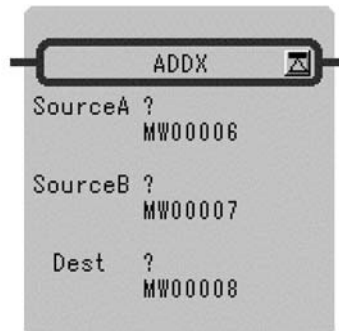 ADDX
SourceA ?
MW00006
SourceB ?
MW00007
Dest ?
MW00008